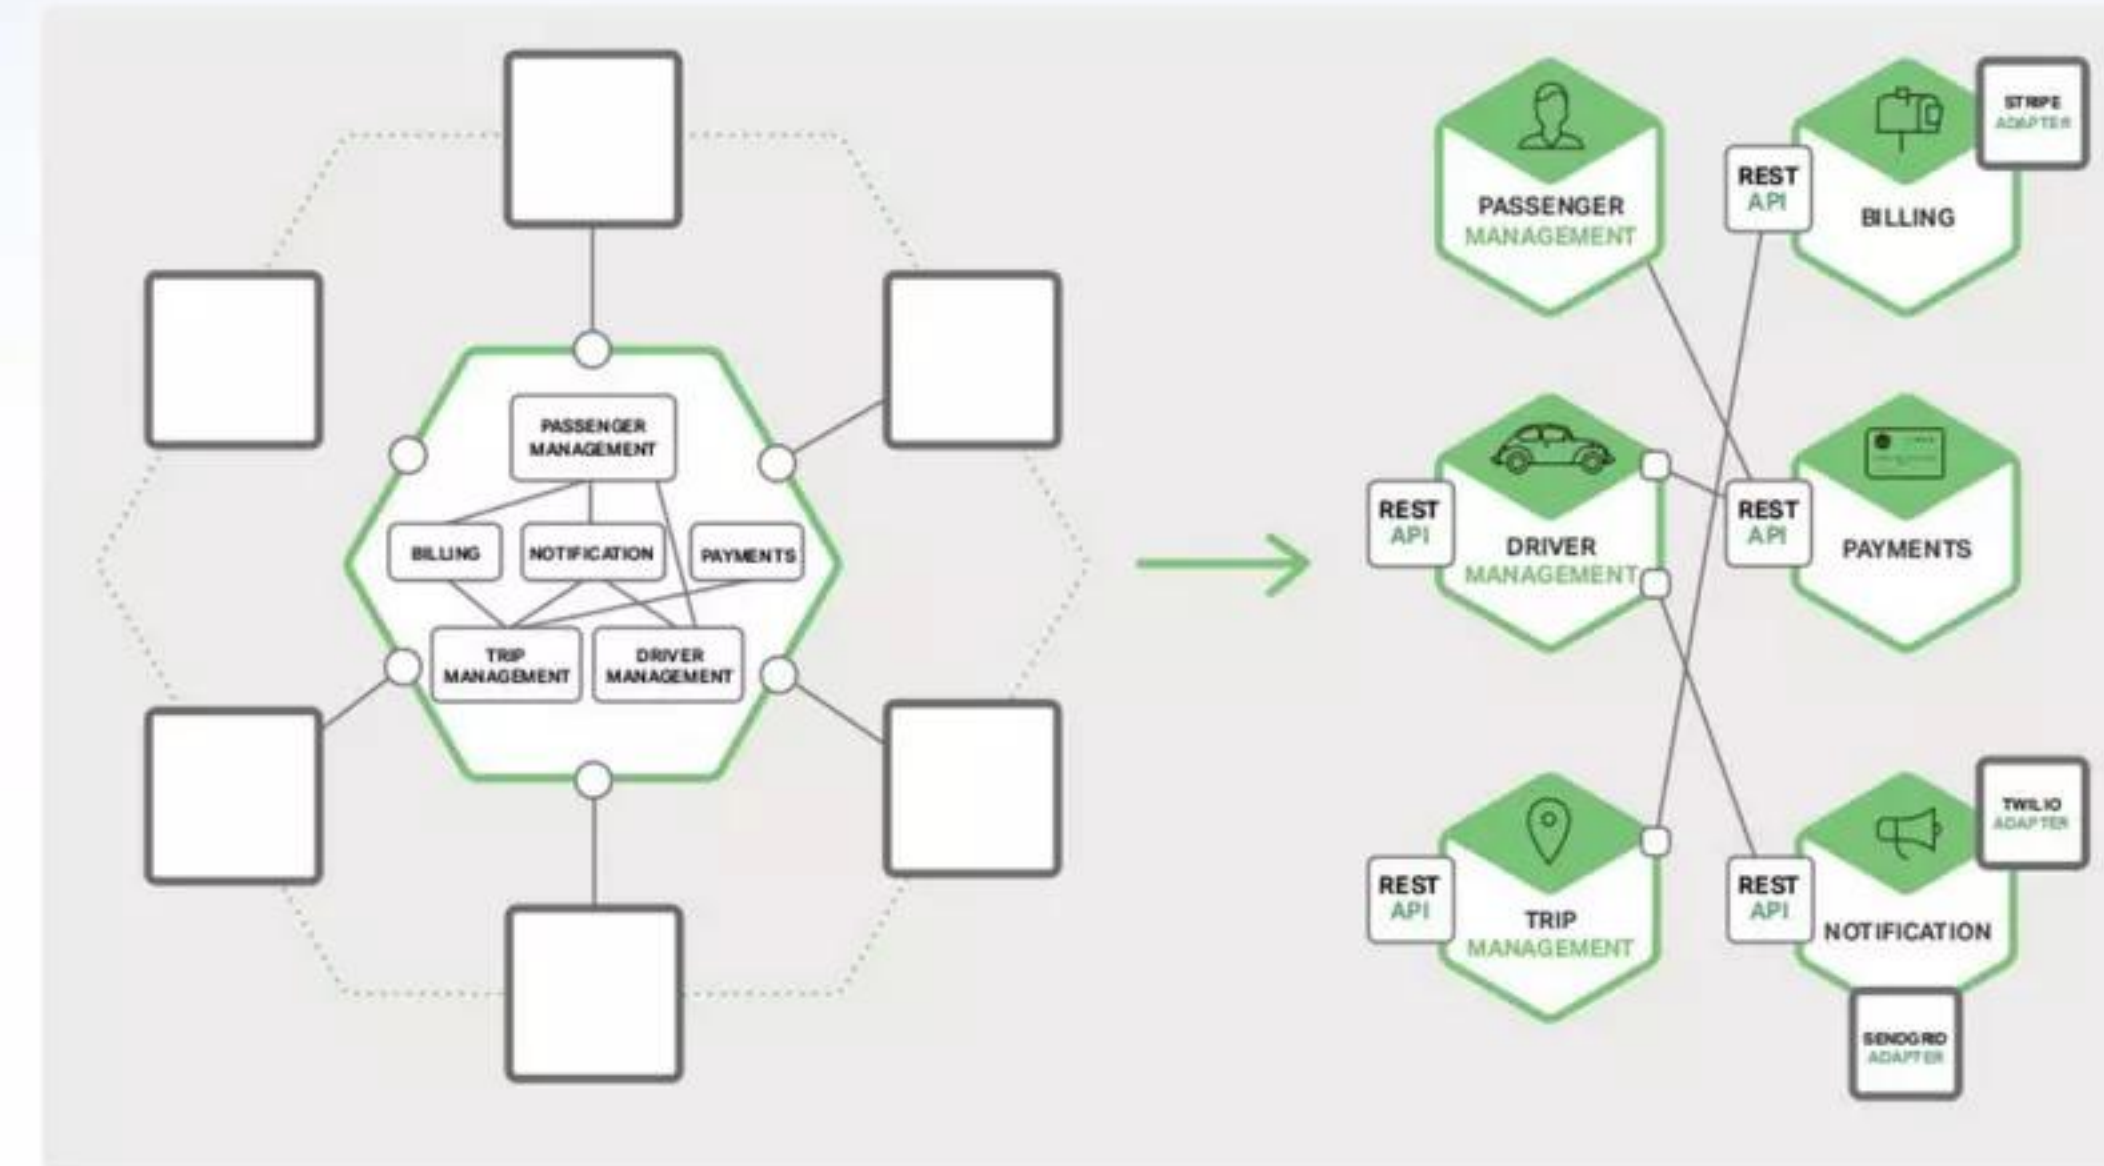 PASSENGER
MANAGEMENT
BILLING
NOTIFICATION
PAYMENTS
TRIP
MANAGEMENT
DRIVER
MANAGEMENT
PASSENGER
MANAGEMENT
REST
API
BILLING
STRIPE
ADAPTER
REST
API
DRIVER
MANAGEMENT
REST
API
PAYMENTS
REST
API
TRIP
MANAGEMENT
REST
API
NOTIFICATION
TWILIO
ADAPTER
SENDGRID
ADAPTER